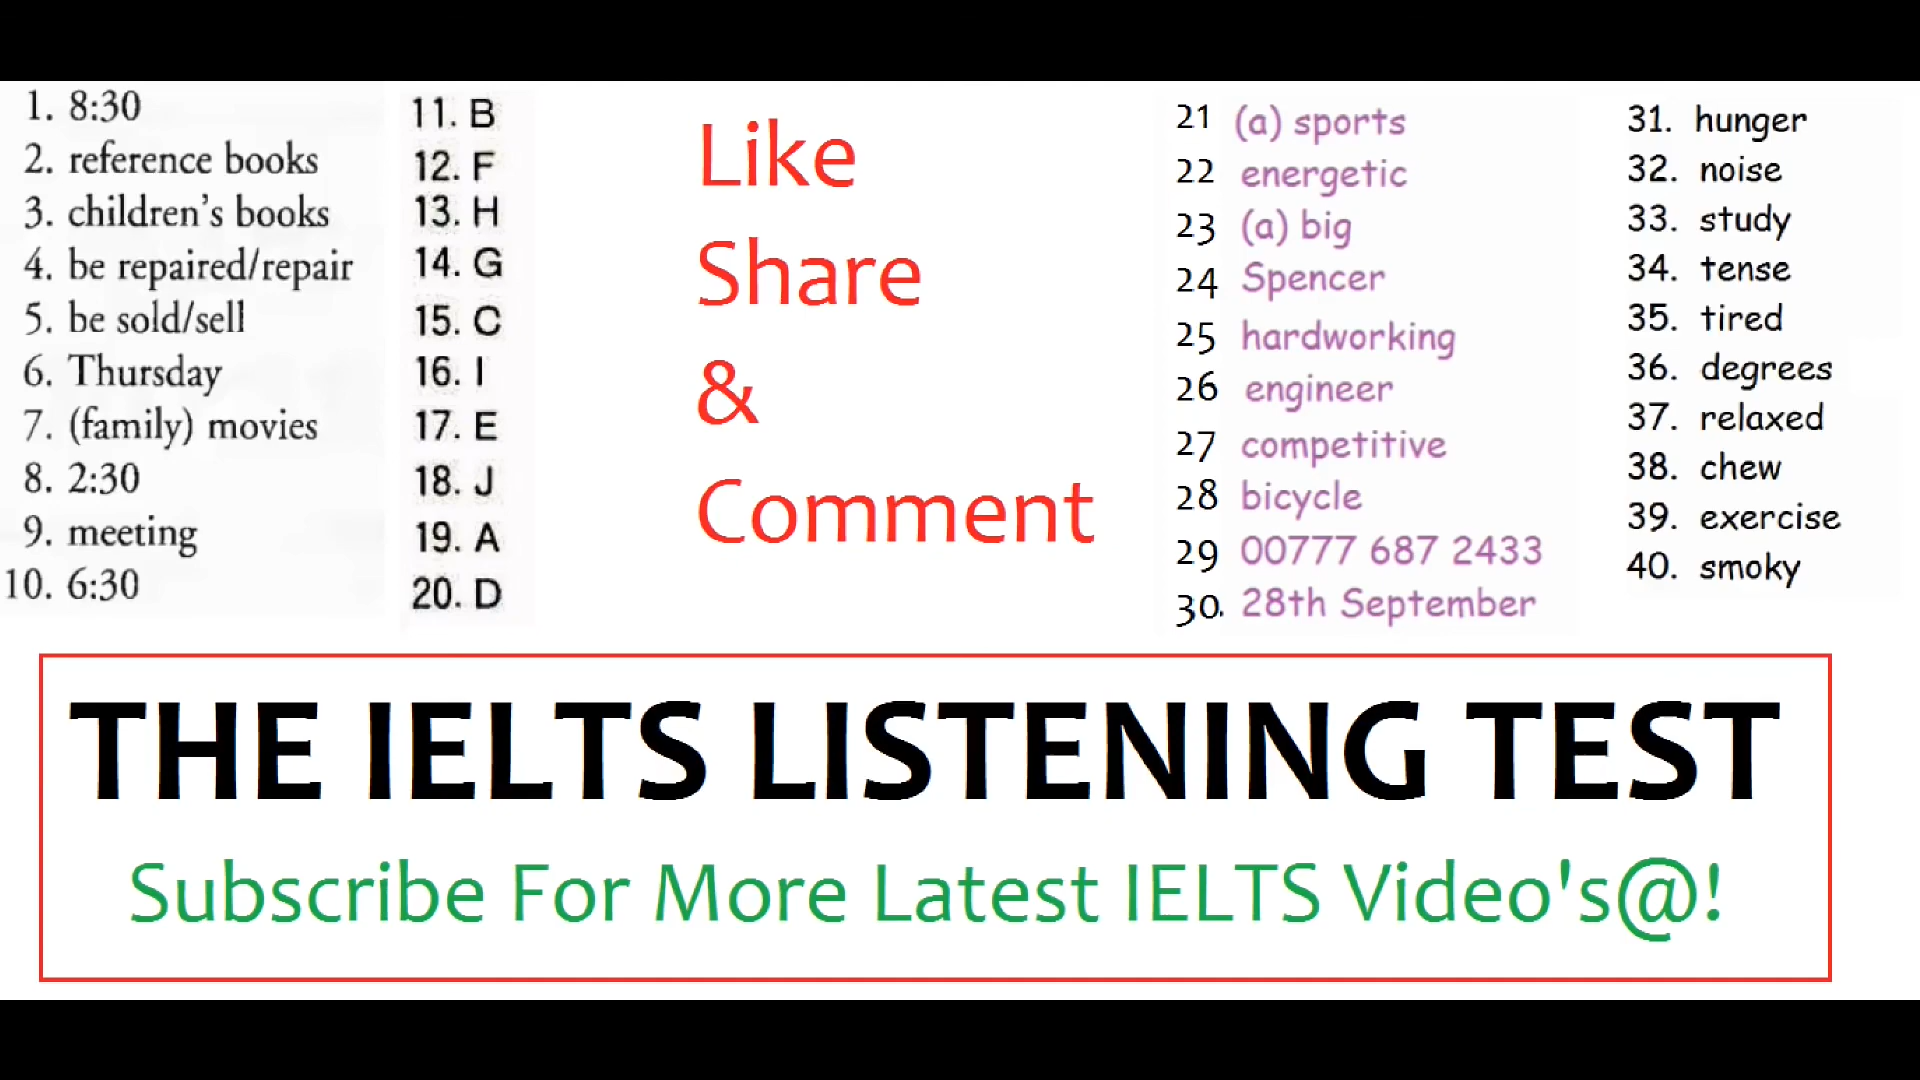 1. 8:30
2. reference books
3. children's books
4. be repaired/repair
5. be sold/sell
6. Thursday
7. (family) movies
8. 2:30
9. meeting
10. 6:30
11. B
12. F
13. H
14. G
15. C
16. I
17. E
18. J
19. A
20. D
Like
Share
&
Comment
21 (a) sports
22 energetic
23 (a) big
24 Spencer
25 hardworking
26 engineer
27 competitive
28 bicycle
29 00777 687 2433
30. 28th September
31. hunger
32. noise
33. study
34. tense
35. tired
36. degrees
37. relaxed
38. chew
39. exercise
40. smoky
THE IELTS LISTENING TEST
Subscribe For More Latest IELTS Video's@!